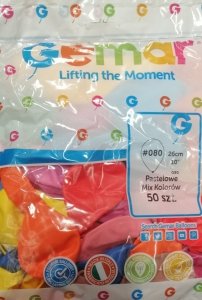 Gemar
Lifting the Moment
G
#080
26cm
10"
Pastelowe
Mix Kolorów
50 szt.